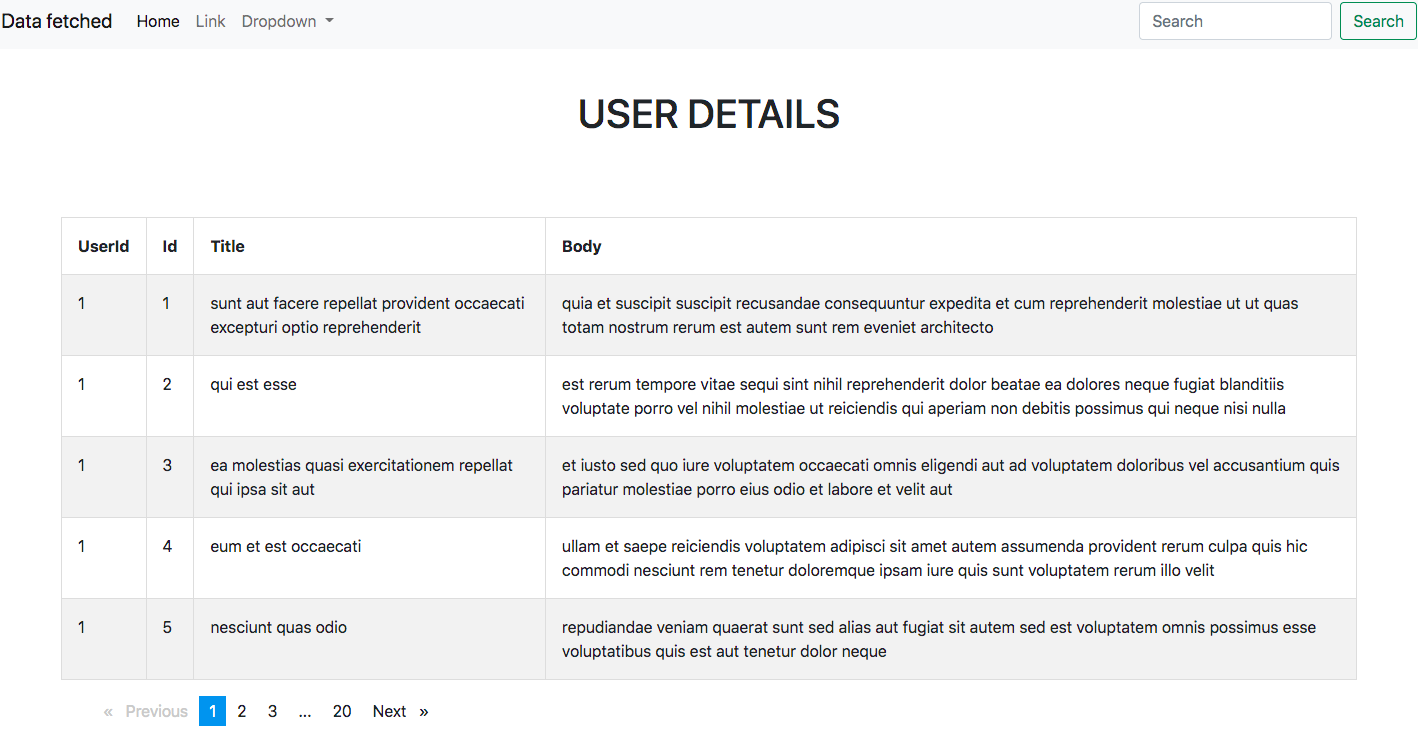 Data fetched Home Link Dropdown Search Search
USER DETAILS
UserId Id Title Body
1 1 sunt aut facere repellat provident occaecati quia et suscipit suscipit recusandae consequuntur expedita et cum reprehenderit molestiae ut ut quas
excepturi optio reprehenderit totam nostrum rerum est autem sunt rem eveniet architecto
1 2 qui est esse est rerum tempore vitae sequi sint nihil reprehenderit dolor beatae ea dolores neque fugiat blanditiis
voluptate porro vel nihil molestiae ut reiciendis qui aperiam non debitis possimus qui neque nisi nulla
1 3 ea molestias quasi exercitationem repellat et iusto sed quo iure voluptatem occaecati omnis eligendi aut ad voluptatem doloribus vel accusantium quis
qui ipsa sit aut pariatur molestiae porro eius odio et labore et velit aut
1 4 eum et est occaecati ullam et saepe reiciendis voluptatem adipisci sit amet autem assumenda provident rerum culpa quis hic
commodi nesciunt rem tenetur doloremque ipsam iure quis sunt voluptatem rerum illo velit
1 5 nesciunt quas odio repudiandae veniam quaerat sunt sed alias aut fugiat sit autem sed est voluptatem omnis possimus esse
voluptatibus quis est aut tenetur dolor neque
« Previous 1 2 3 ... 20 Next »